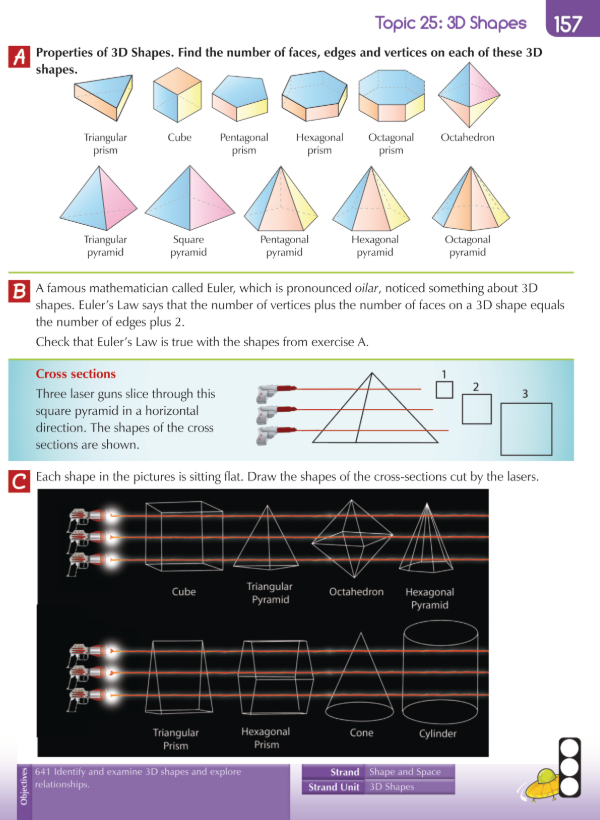 Topic 25: 3D Shapes 157
A Properties of 3D Shapes. Find the number of faces, edges and vertices on each of these 3D
shapes.
Triangular
prism
Cube
Pentagonal
prism
Hexagonal
prism
Octagonal
prism
Octahedron
Triangular
pyramid
Square
pyramid
Pentagonal
pyramid
Hexagonal
pyramid
Octagonal
pyramid
B A famous mathematician called Euler, which is pronounced oilar, noticed something about 3D
shapes. Euler's Law says that the number of vertices plus the number of faces on a 3D shape equals
the number of edges plus 2.
Check that Euler's Law is true with the shapes from exercise A.
Cross sections
Three laser guns slice through this
square pyramid in a horizontal
direction. The shapes of the cross
sections are shown.
1
2
3
C Each shape in the pictures is sitting flat. Draw the shapes of the cross-sections cut by the lasers.
Cube
Triangular
Pyramid
Octahedron
Hexagonal
Pyramid
Triangular
Prism
Hexagonal
Prism
Cone
Cylinder
Objectives
641 Identify and examine 3D shapes and explore
relationships.
Strand Shape and Space
Strand Unit 3D Shapes